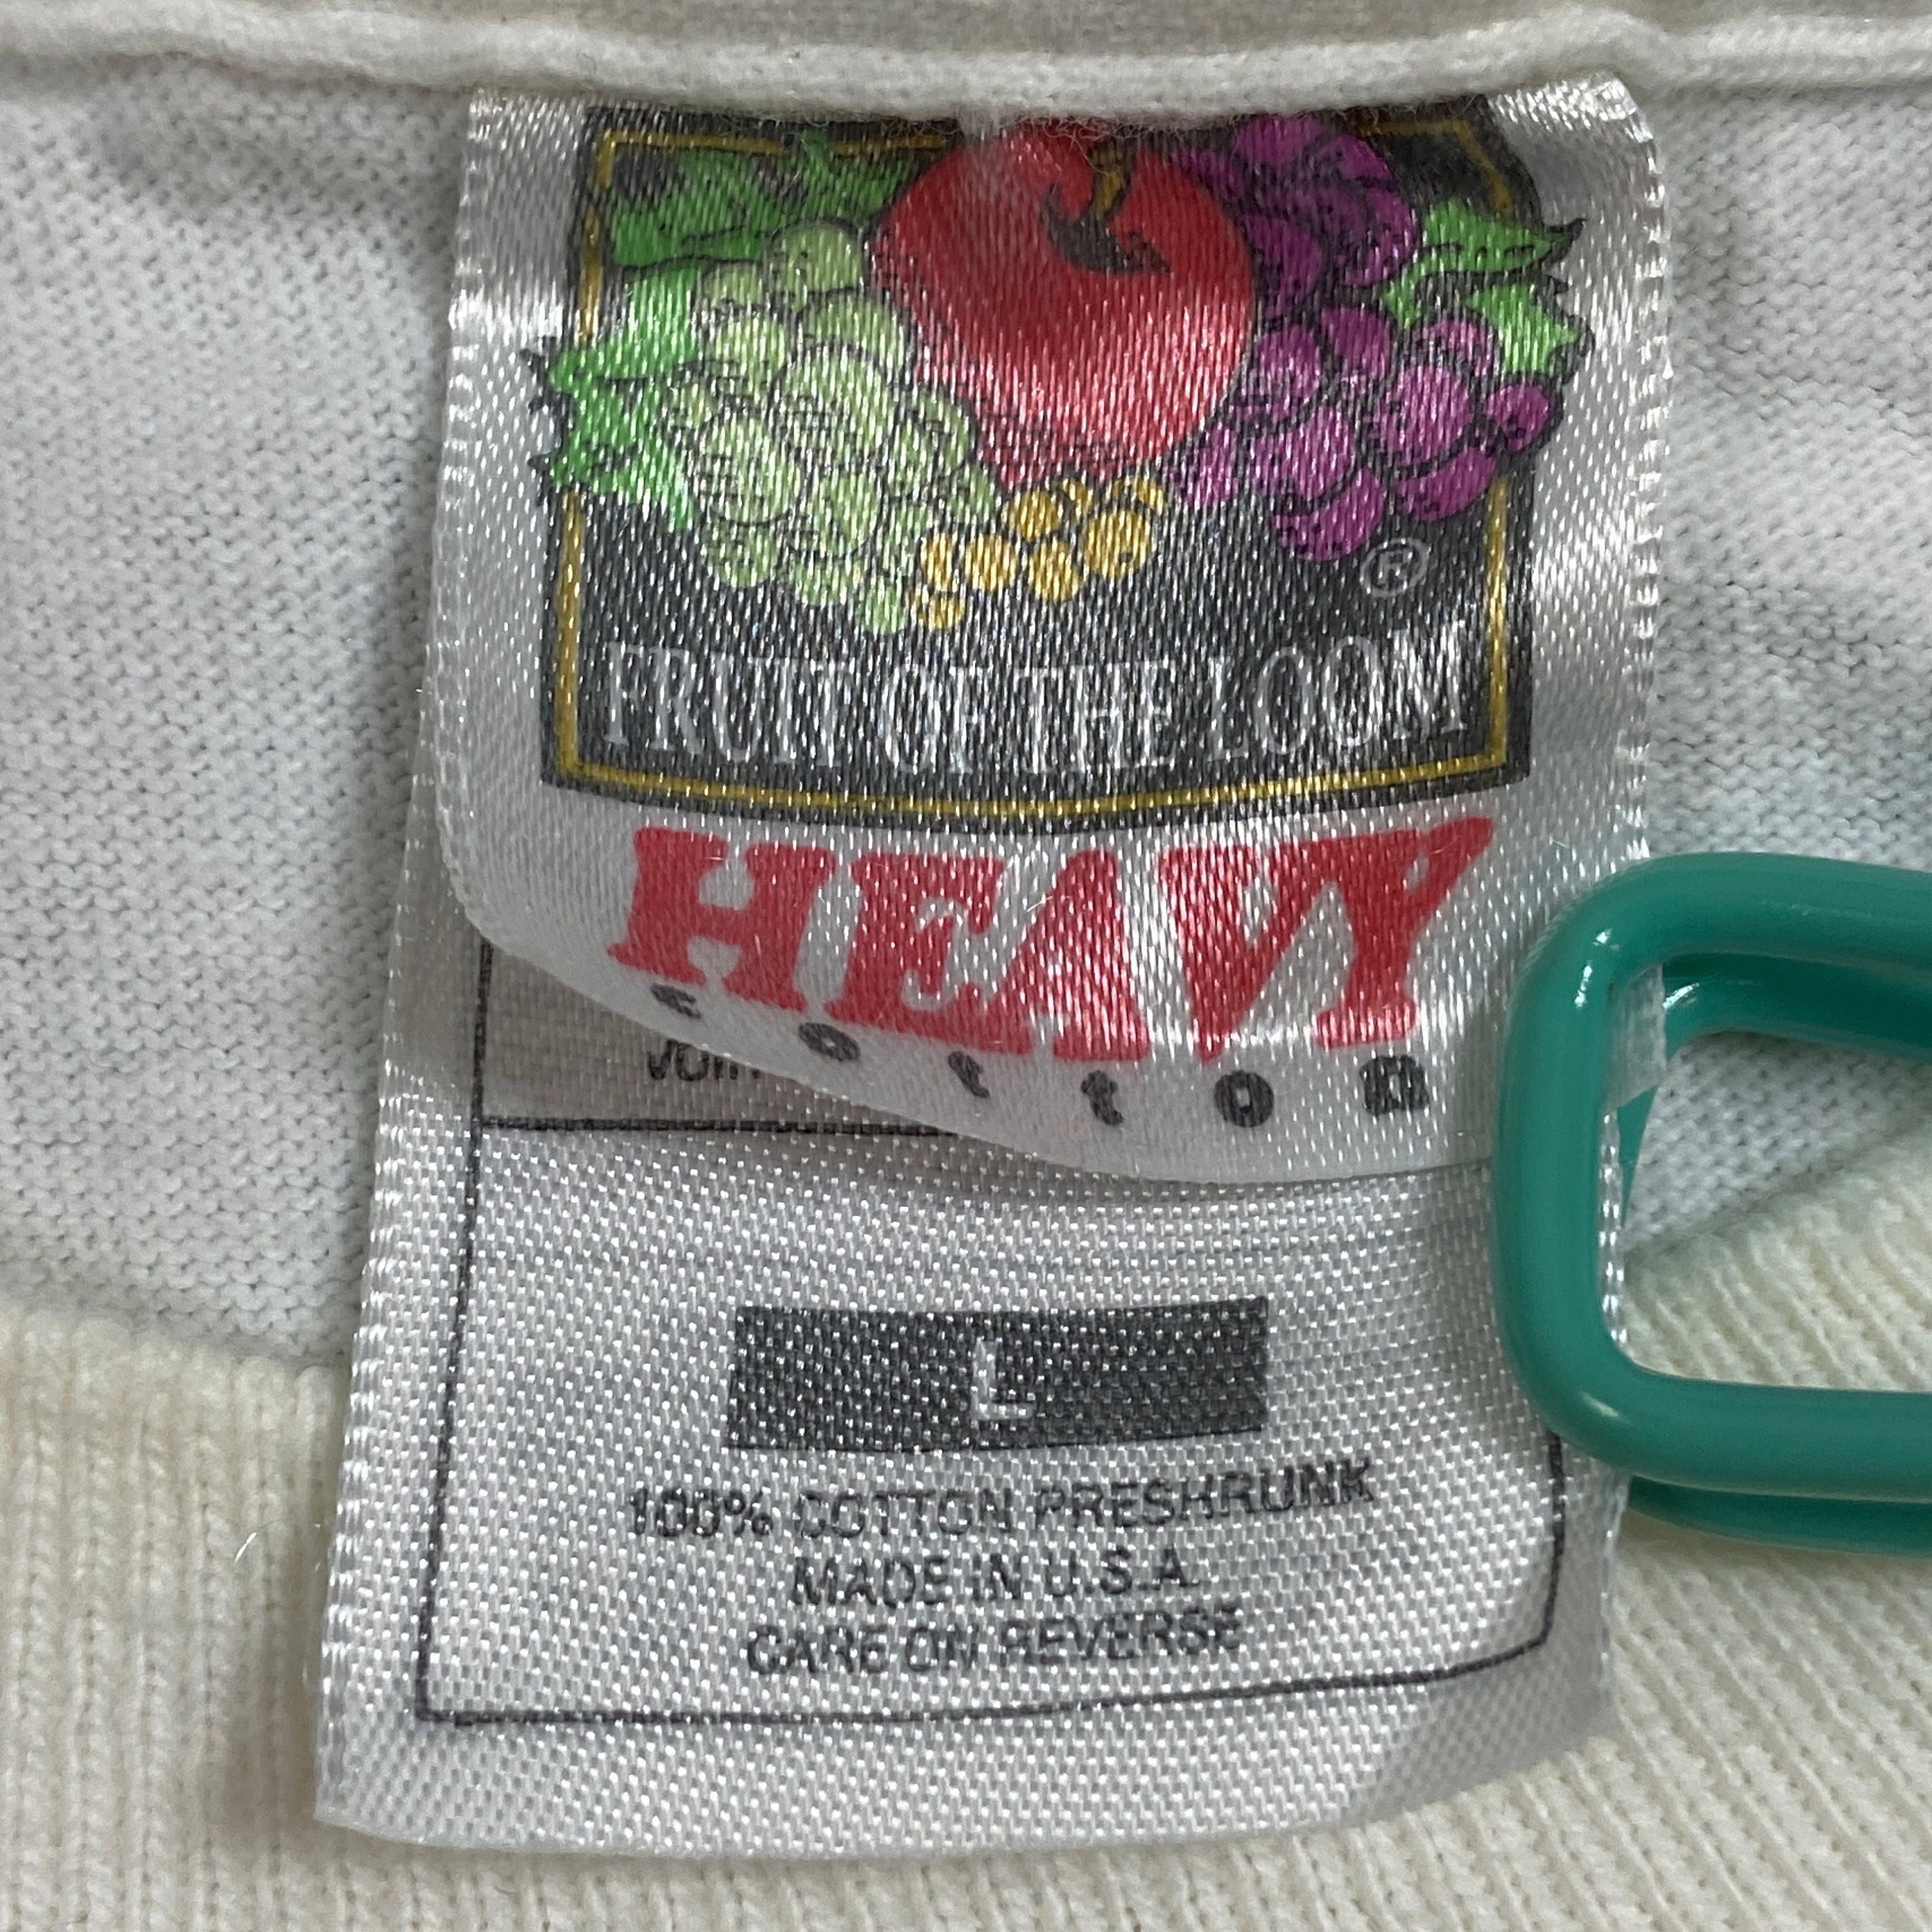 ®
FRUIT OF THE LOOM
HEAVY
cotton
L
100% COTTON PRESHRUNK
MADE IN U.S.A.
CARE ON REVERSE